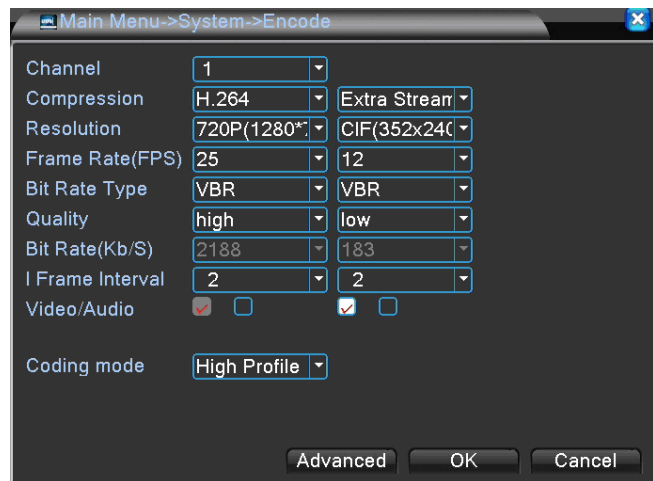 Main Menu->System->Encode
Channel 1
Compression H.264 Extra Stream
Resolution 720P(1280* CIF(352x240
Frame Rate(FPS) 25 12
Bit Rate Type VBR VBR
Quality high low
Bit Rate(Kb/S) 2188 183
I Frame Interval 2 2
Video/Audio
Coding mode High Profile
Advanced OK Cancel